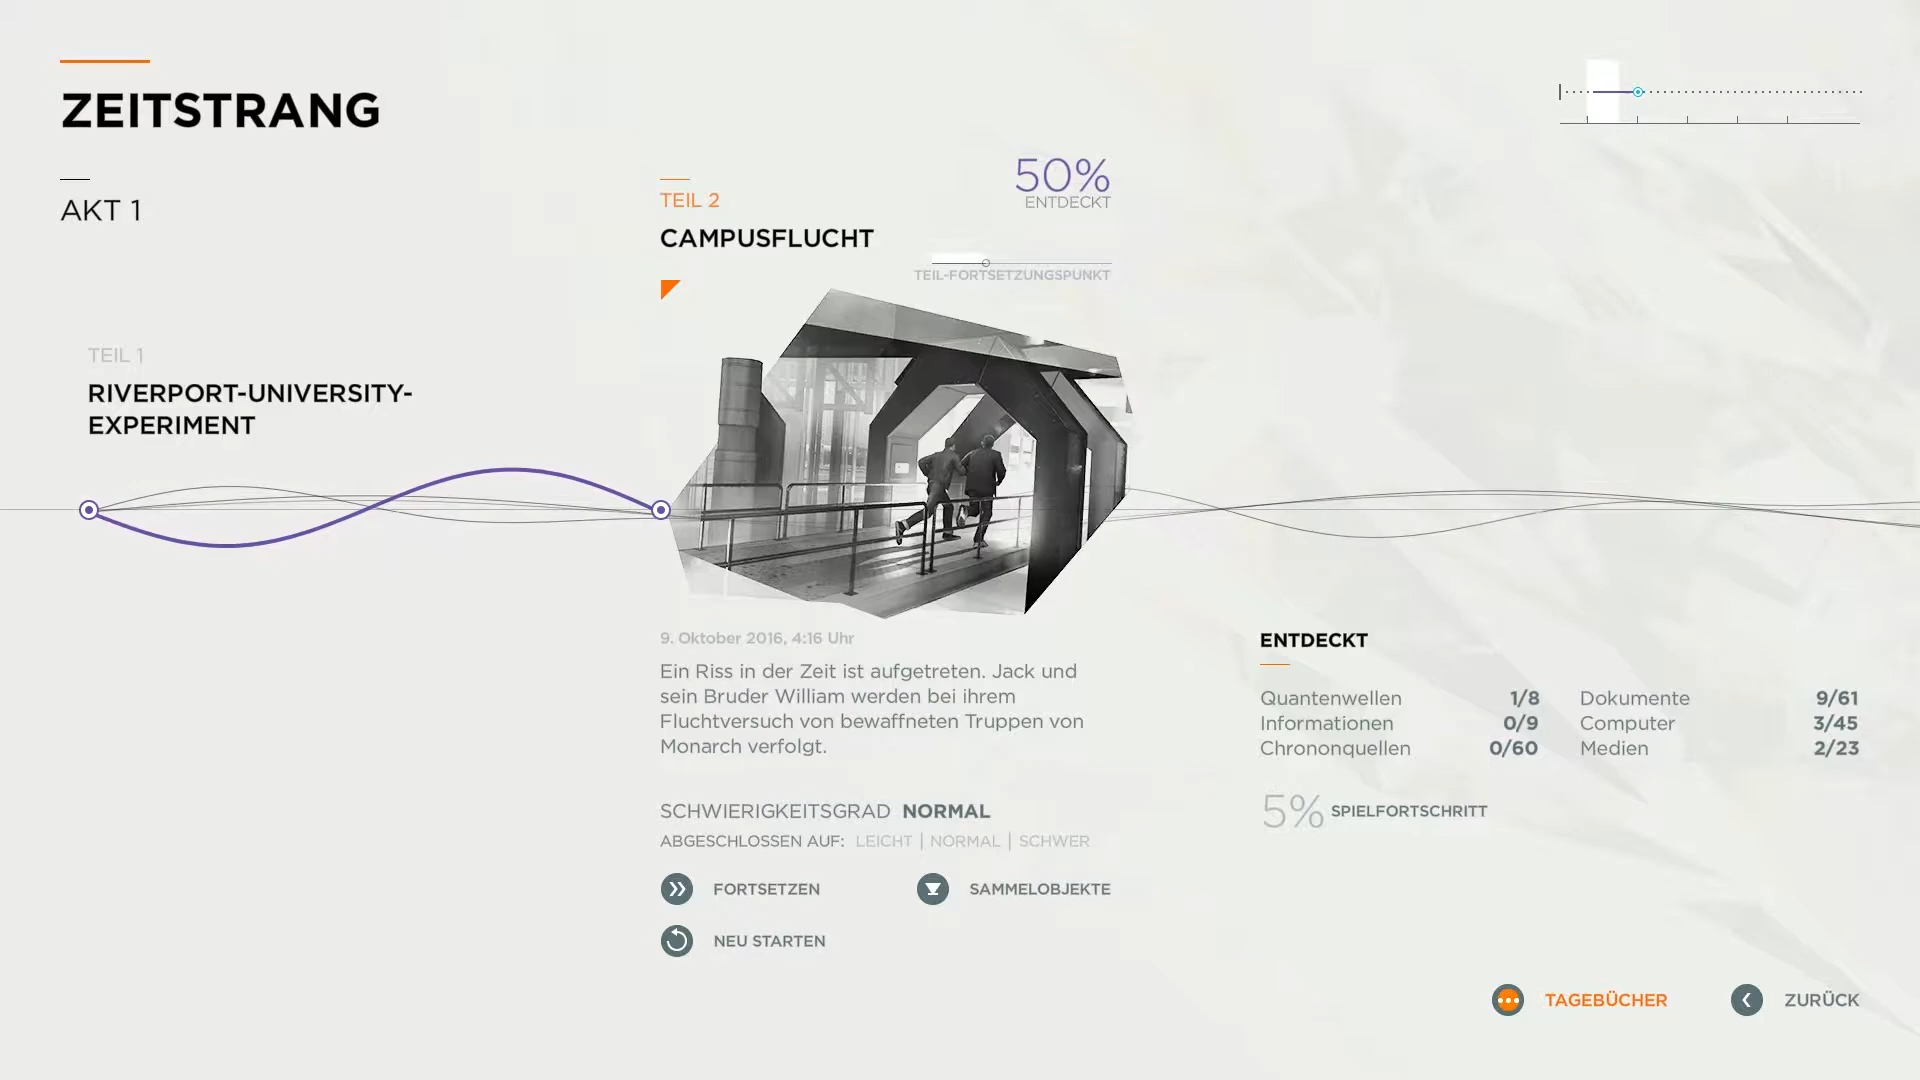 ZEITSTRANG
AKT 1
TEIL 1
RIVERPORT-UNIVERSITY-
EXPERIMENT
TEIL 2
CAMPUSFLUCHT
50%
ENTDECKT
TEIL-FORTSETZUNGSPUNKT
9. Oktober 2016, 4:16 Uhr
Ein Riss in der Zeit ist aufgetreten. Jack und
sein Bruder William werden bei ihrem
Fluchtversuch von bewaffneten Truppen von
Monarch verfolgt.
SCHWIERIGKEITSGRAD NORMAL
ABGESCHLOSSEN AUF: LEICHT | NORMAL | SCHWER
FORTSETZEN
SAMMELOBJEKTE
NEU STARTEN
ENTDECKT
Quantenwellen 1/8 Dokumente 9/61
Informationen 0/9 Computer 3/45
Chrononquellen 0/60 Medien 2/23
5% SPIELFORTSCHRITT
TAGEBÜCHER
ZURÜCK